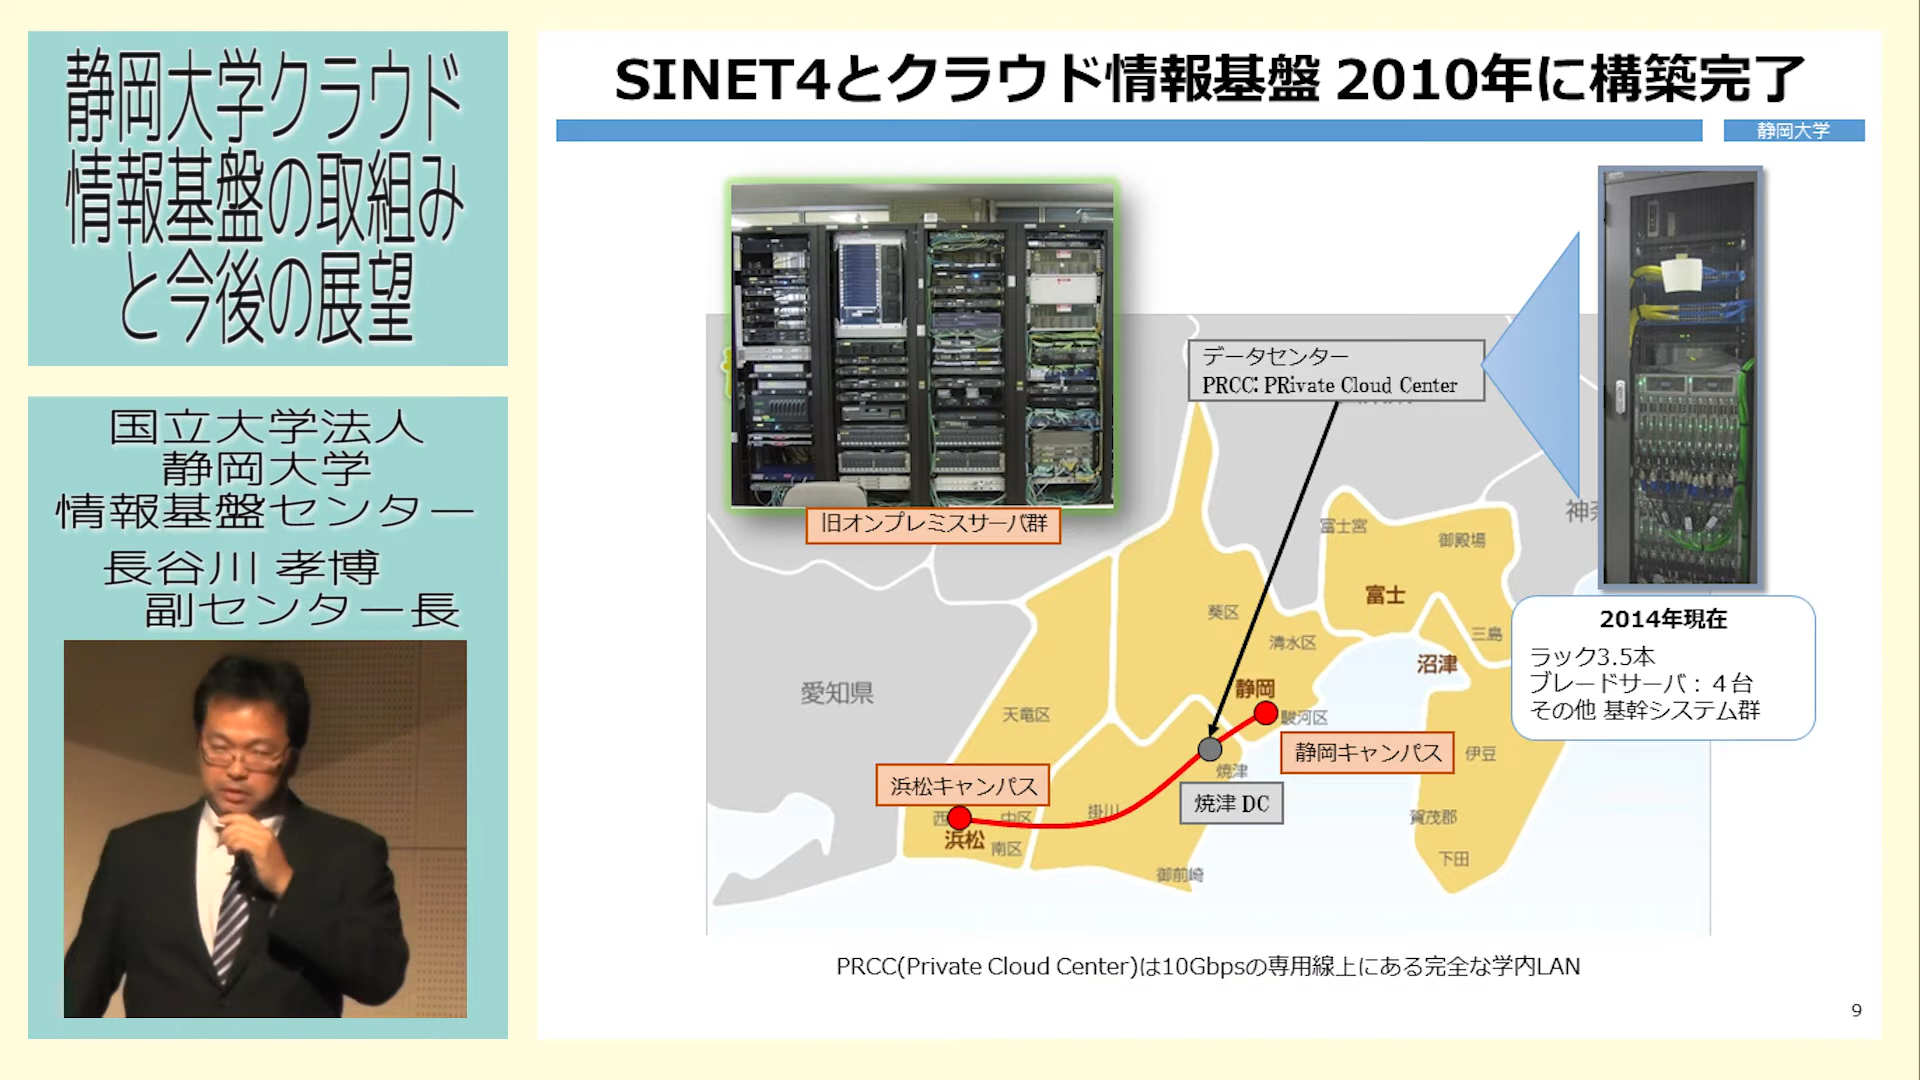 静岡大学クラウド
情報基盤の取組み
と今後の展望
国立大学法人
静岡大学
情報基盤センター
長谷川 孝博
副センター長
SINET4とクラウド情報基盤 2010年に構築完了
静岡大学
旧オンプレミスサーバ群
データセンター
PRCC: PRivate Cloud Center
神奈
富士宮
御殿場
富士
葵区
清水区
三島
沼津
2014年現在
ラック3.5本
ブレードサーバ：４台
その他 基幹システム群
愛知県
天竜区
静岡
駿河区
静岡キャンパス
伊豆
焼津
焼津 DC
浜松キャンパス
西
中区
掛川
賀茂郡
浜松
南区
下田
御前崎
PRCC(Private Cloud Center)は10Gbpsの専用線上にある完全な学内LAN
9